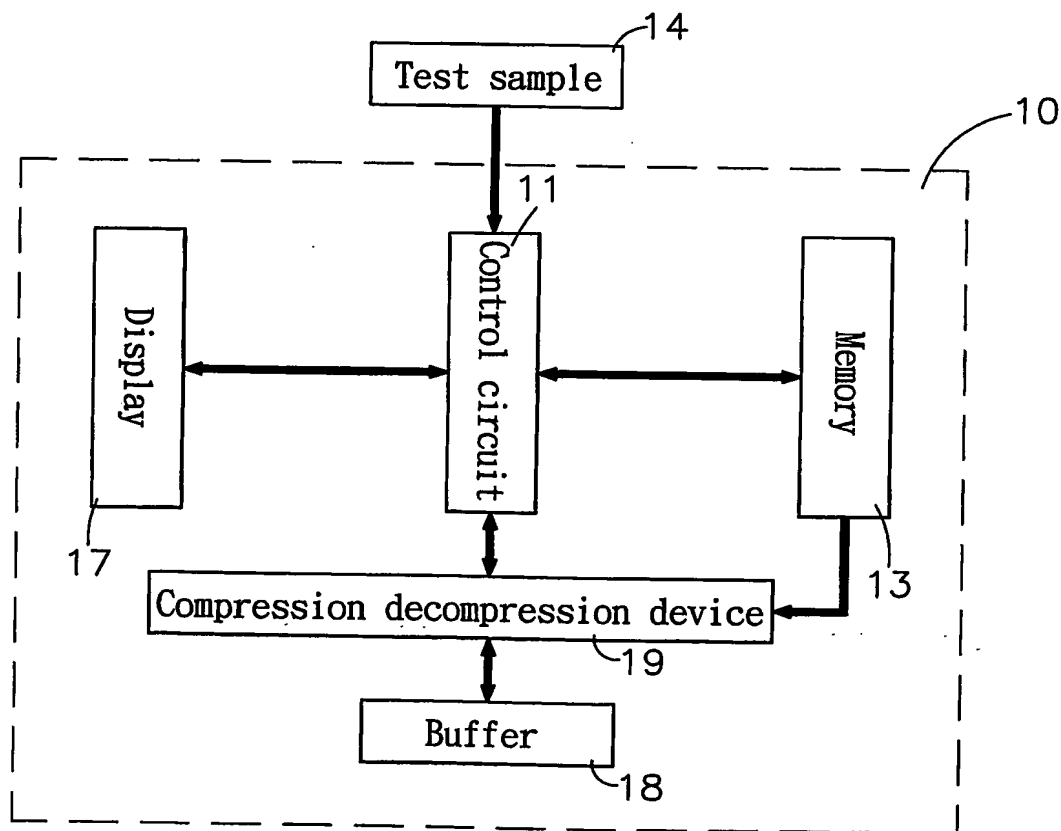 14
Test sample
10
11
Control circuit
Display
Memory
17
13
Compression decompression device
19
Buffer
18